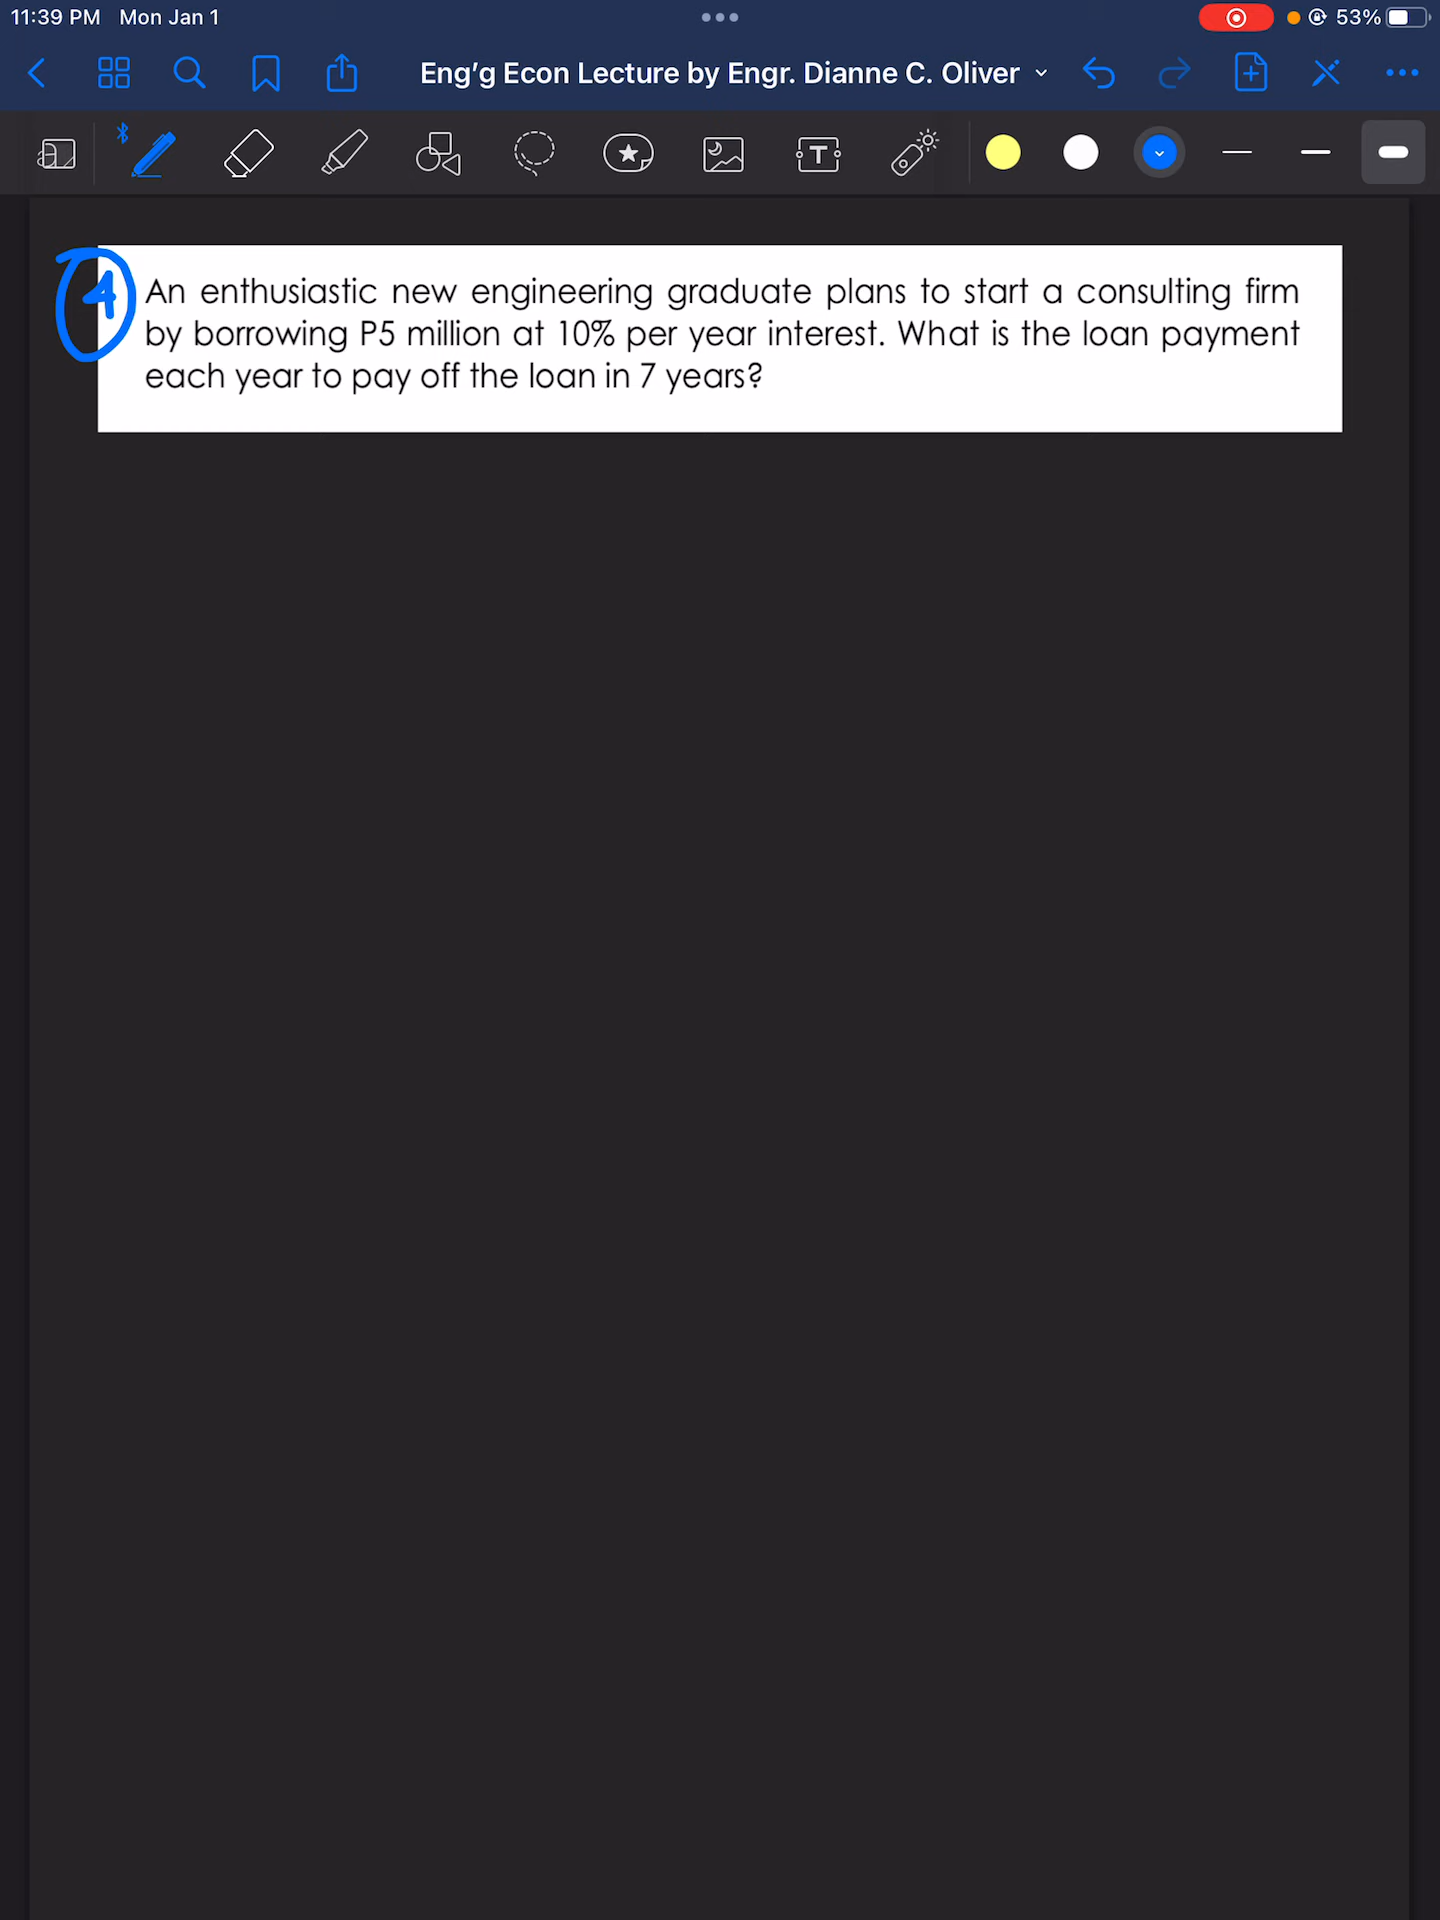 11:39 PM Mon Jan 1
53%
Eng'g Econ Lecture by Engr. Dianne C. Oliver
1 An enthusiastic new engineering graduate plans to start a consulting firm
by borrowing P5 million at 10% per year interest. What is the loan payment
each year to pay off the loan in 7 years?